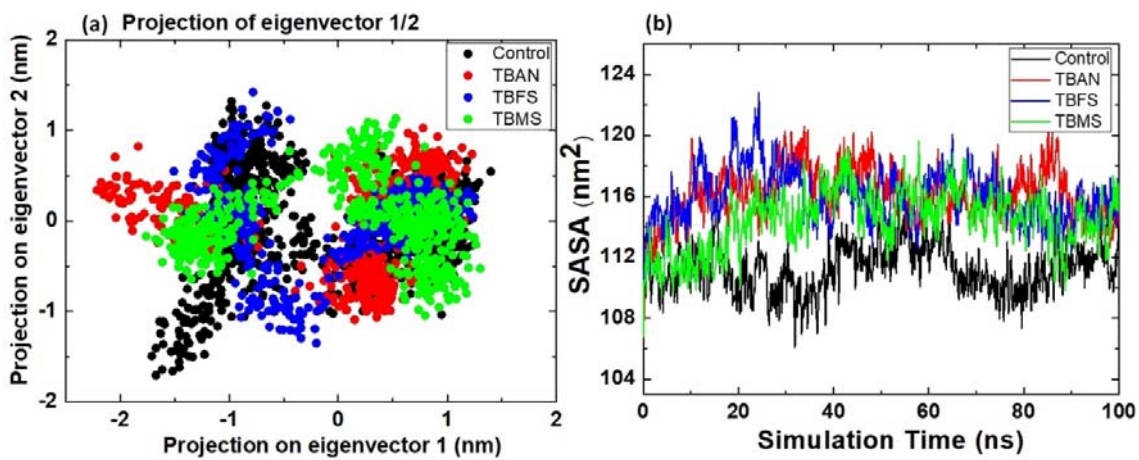 (a) Projection of eigenvector 1/2
Projection on eigenvector 2 (nm)
2
1
0
-1
-2
-2
-1
0
1
2
Projection on eigenvector 1 (nm)
Control
TBAN
TBFS
TBMS
(b)
SASA (nm²)
124
120
116
112
108
104
0
20
40
60
80
100
Simulation Time (ns)
Control
TBAN
TBFS
TBMS